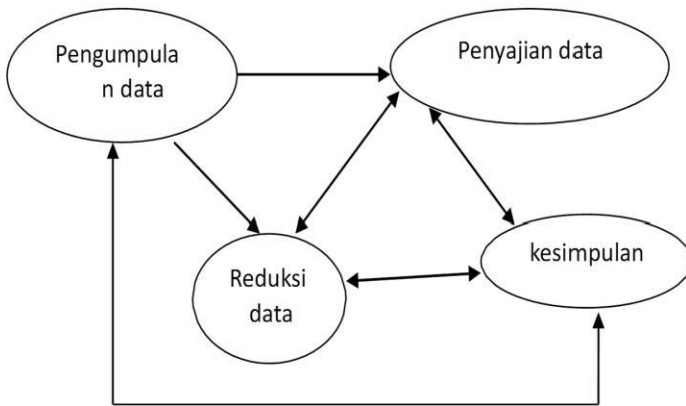 Pengumpula
n data
Penyajian data
Reduksi
data
kesimpulan